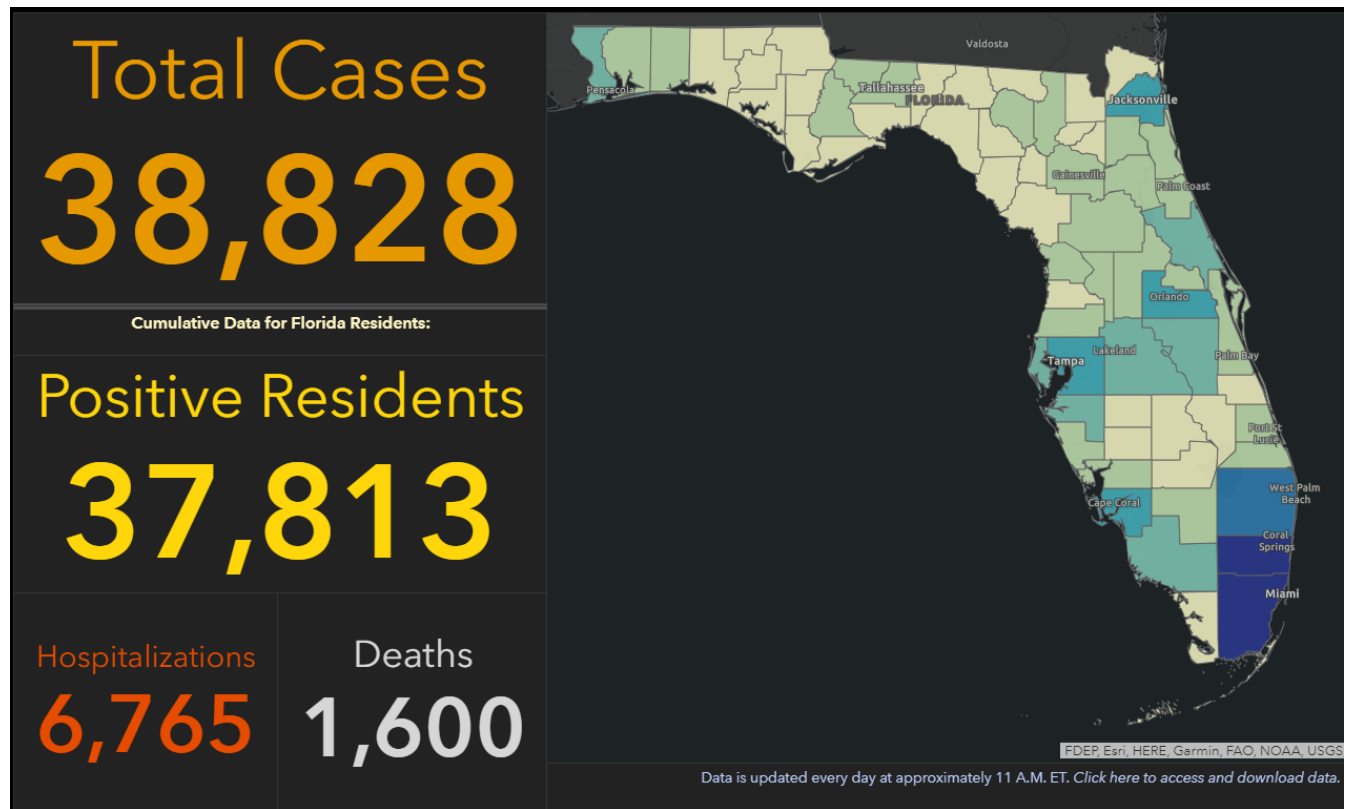 Total Cases
38,828
Cumulative Data for Florida Residents:
Positive Residents
37,813
Hospitalizations
6,765
Deaths
1,600
Valdosta
Pensacola
Tallahassee
FLORIDA
Jacksonville
Gainesville
Palm Coast
Orlando
Tampa
Lakeland
Palm Bay
Port St
Lucie
Cape Coral
West Palm
Beach
Coral
Springs
Miami
FDEP, Esri, HERE, Garmin, FAO, NOAA, USGS
Data is updated every day at approximately 11 A.M. ET. Click here to access and download data.